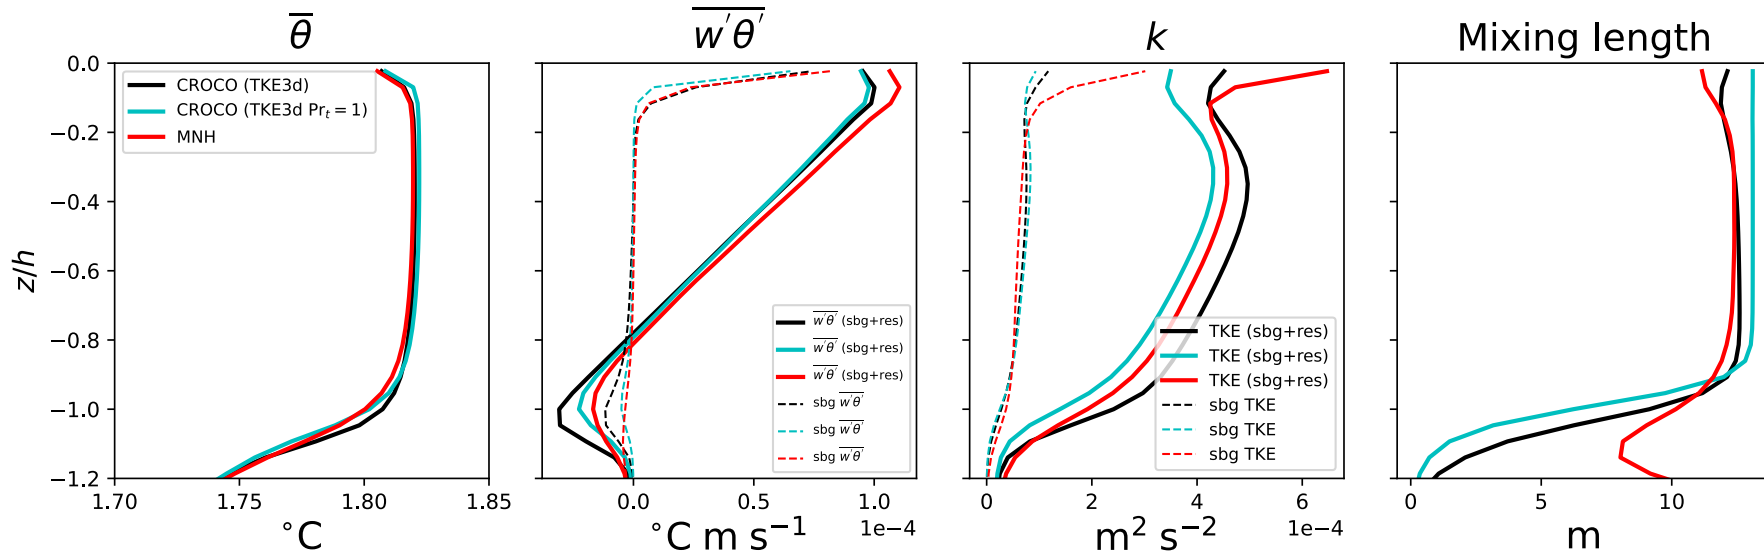 θ̅
w′θ′
k
Mixing length
0.0
−0.2
−0.4
−0.6
−0.8
−1.0
−1.2
z/h
CROCO (TKE3d)
CROCO (TKE3d Prₜ = 1)
MNH
1.70
1.75
1.80
1.85
°C
w′θ′ (sbg+res)
w′θ′ (sbg+res)
w′θ′ (sbg+res)
sbg w′θ′
sbg w′θ′
sbg w′θ′
0.0
0.5
1.0
1e−4
°C m s⁻¹
TKE (sbg+res)
TKE (sbg+res)
TKE (sbg+res)
sbg TKE
sbg TKE
sbg TKE
0
2
4
6
1e−4
m² s⁻²
0
5
10
m